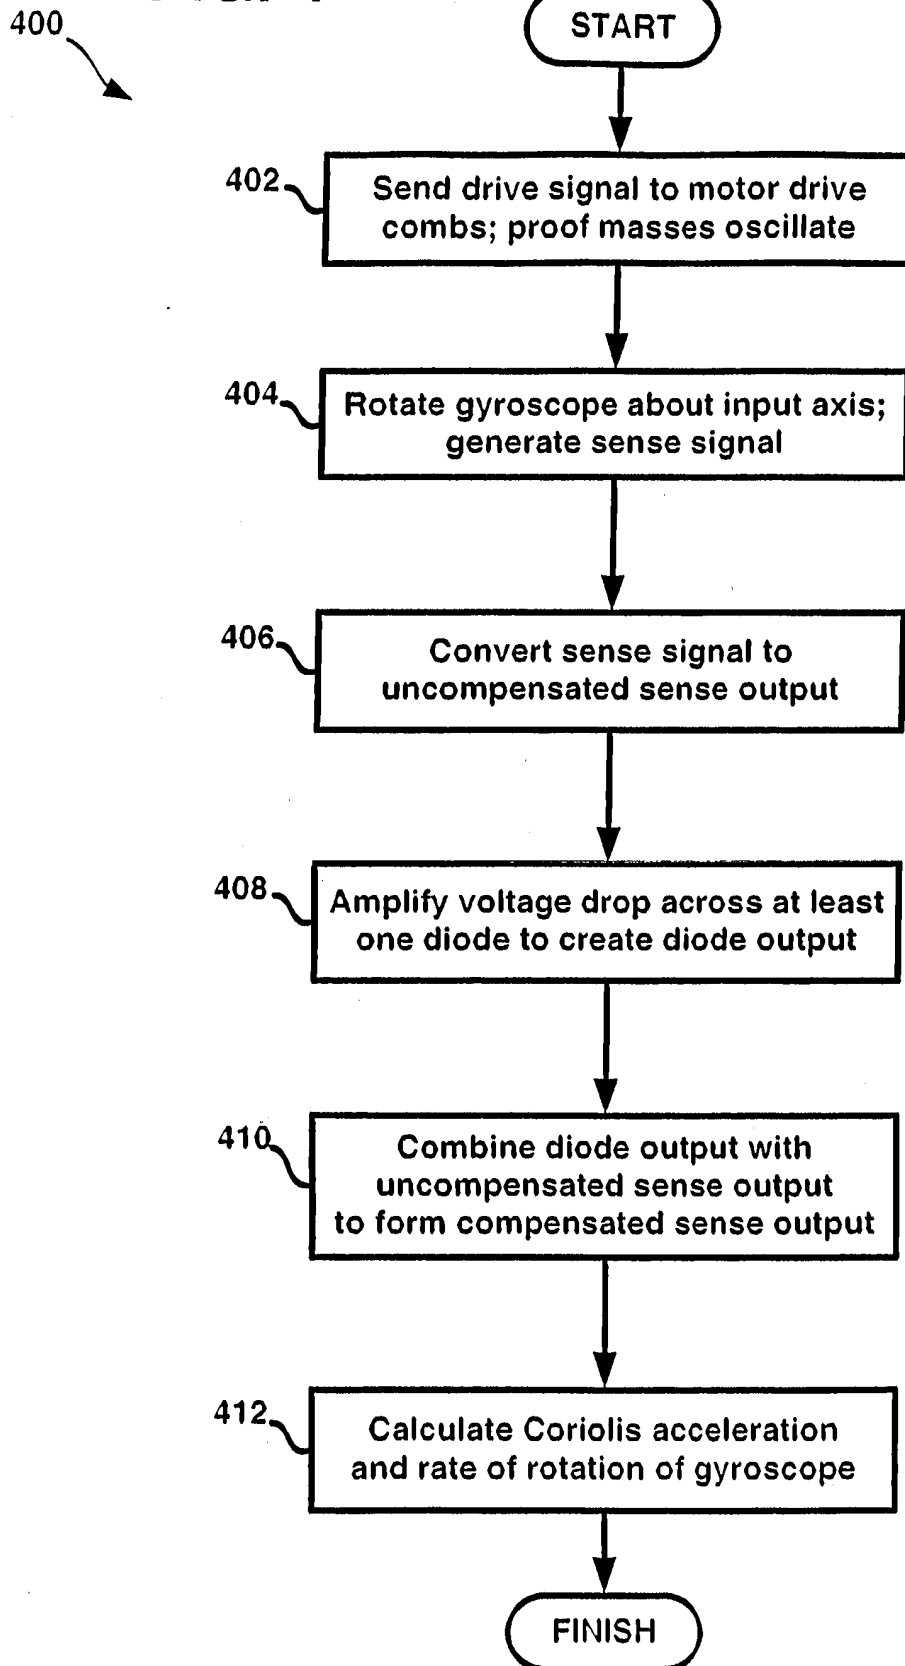 400
START
402
Send drive signal to motor drive
combs; proof masses oscillate
404
Rotate gyroscope about input axis;
generate sense signal
406
Convert sense signal to
uncompensated sense output
408
Amplify voltage drop across at least
one diode to create diode output
410
Combine diode output with
uncompensated sense output
to form compensated sense output
412
Calculate Coriolis acceleration
and rate of rotation of gyroscope
FINISH